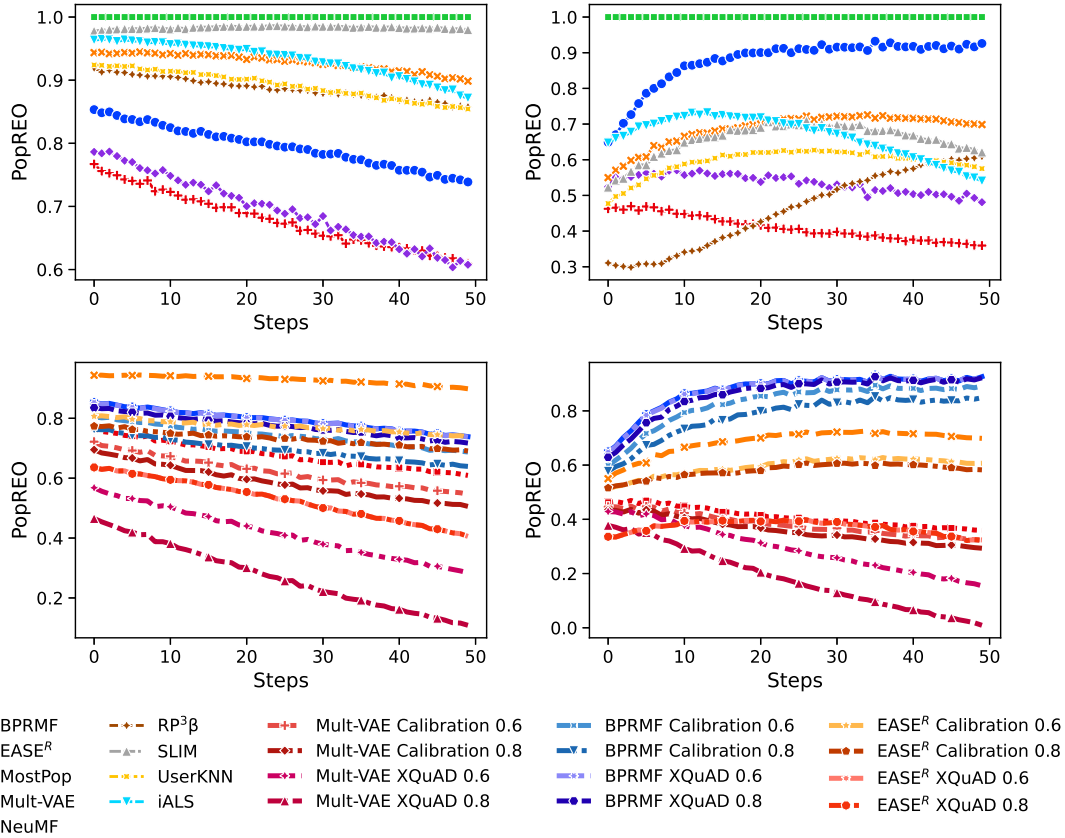 1.0
0.9
0.8
0.7
0.6
PopREO
0 10 20 30 40 50
Steps
1.0
0.9
0.8
0.7
0.6
0.5
0.4
0.3
PopREO
0 10 20 30 40 50
Steps
0.8
0.6
0.4
0.2
PopREO
0 10 20 30 40 50
Steps
0.8
0.6
0.4
0.2
0.0
PopREO
0 10 20 30 40 50
Steps
BPRMF
EASE^R
MostPop
Mult-VAE
NeuMF
RP³β
SLIM
UserKNN
iALS
Mult-VAE Calibration 0.6
Mult-VAE Calibration 0.8
Mult-VAE XQuAD 0.6
Mult-VAE XQuAD 0.8
BPRMF Calibration 0.6
BPRMF Calibration 0.8
BPRMF XQuAD 0.6
BPRMF XQuAD 0.8
EASE^R Calibration 0.6
EASE^R Calibration 0.8
EASE^R XQuAD 0.6
EASE^R XQuAD 0.8